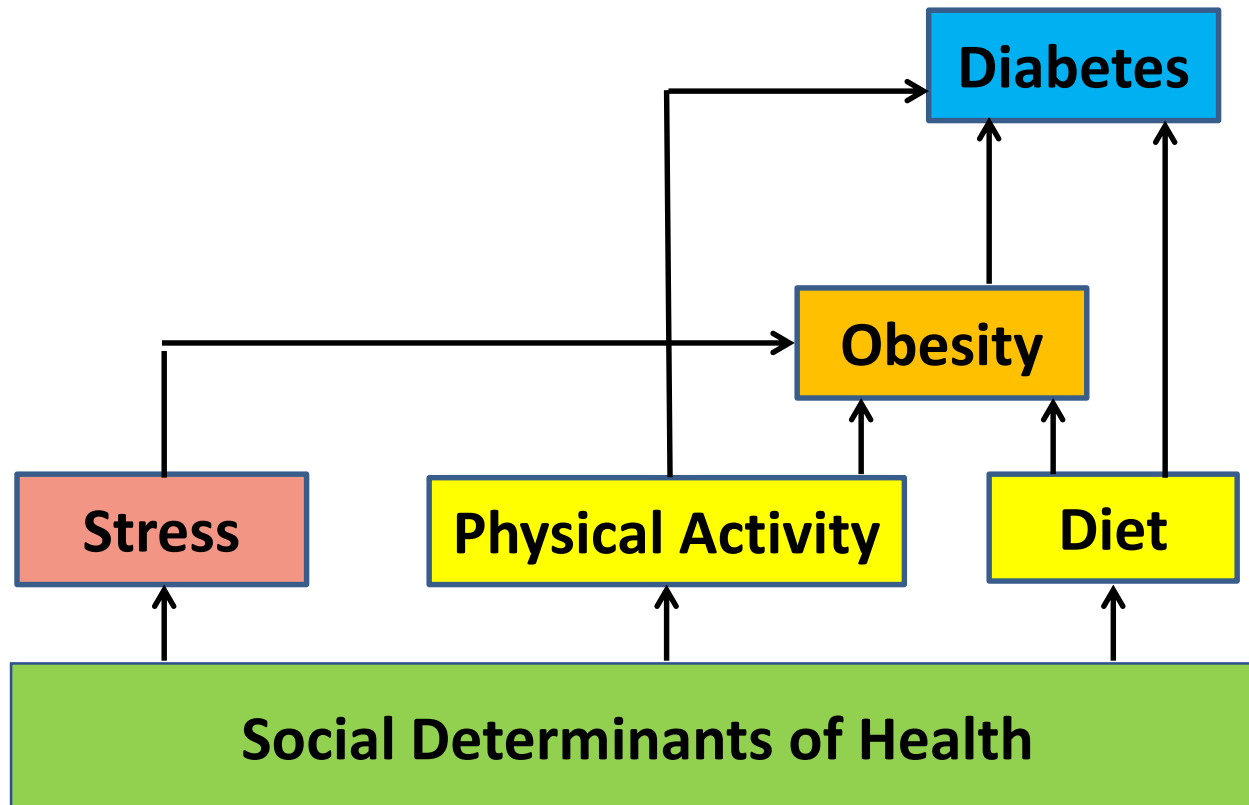 Diabetes
Obesity
Stress
Physical Activity
Diet
Social Determinants of Health